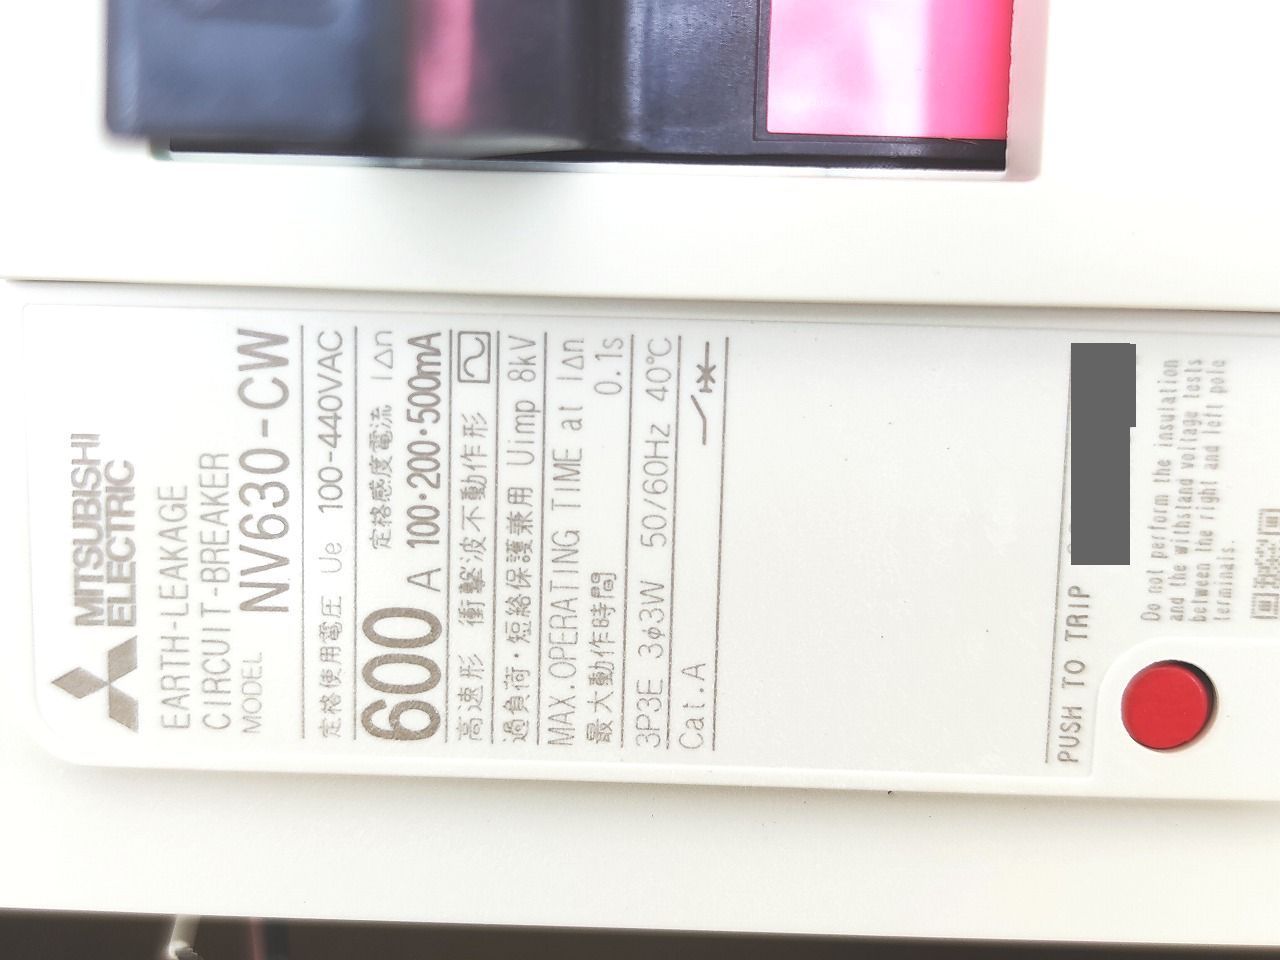 MITSUBISHI
ELECTRIC
EARTH-LEAKAGE
CIRCUIT-BREAKER
MODEL NV630-CW
定格使用電圧 Ue 100-440VAC
定格感度電流 I△n
600 A 100・200・500mA
高速形 衝撃波不動作形
過負荷・短絡保護兼用 Uimp 8kV
MAX.OPERATING TIME at I△n
最大動作時間 0.1s
3P3E 3φ3W 50/60Hz 40℃
Cat.A
PUSH TO TRIP
Do not perform the insulation
and the withstand voltage tests
between the right and left pole
terminals.